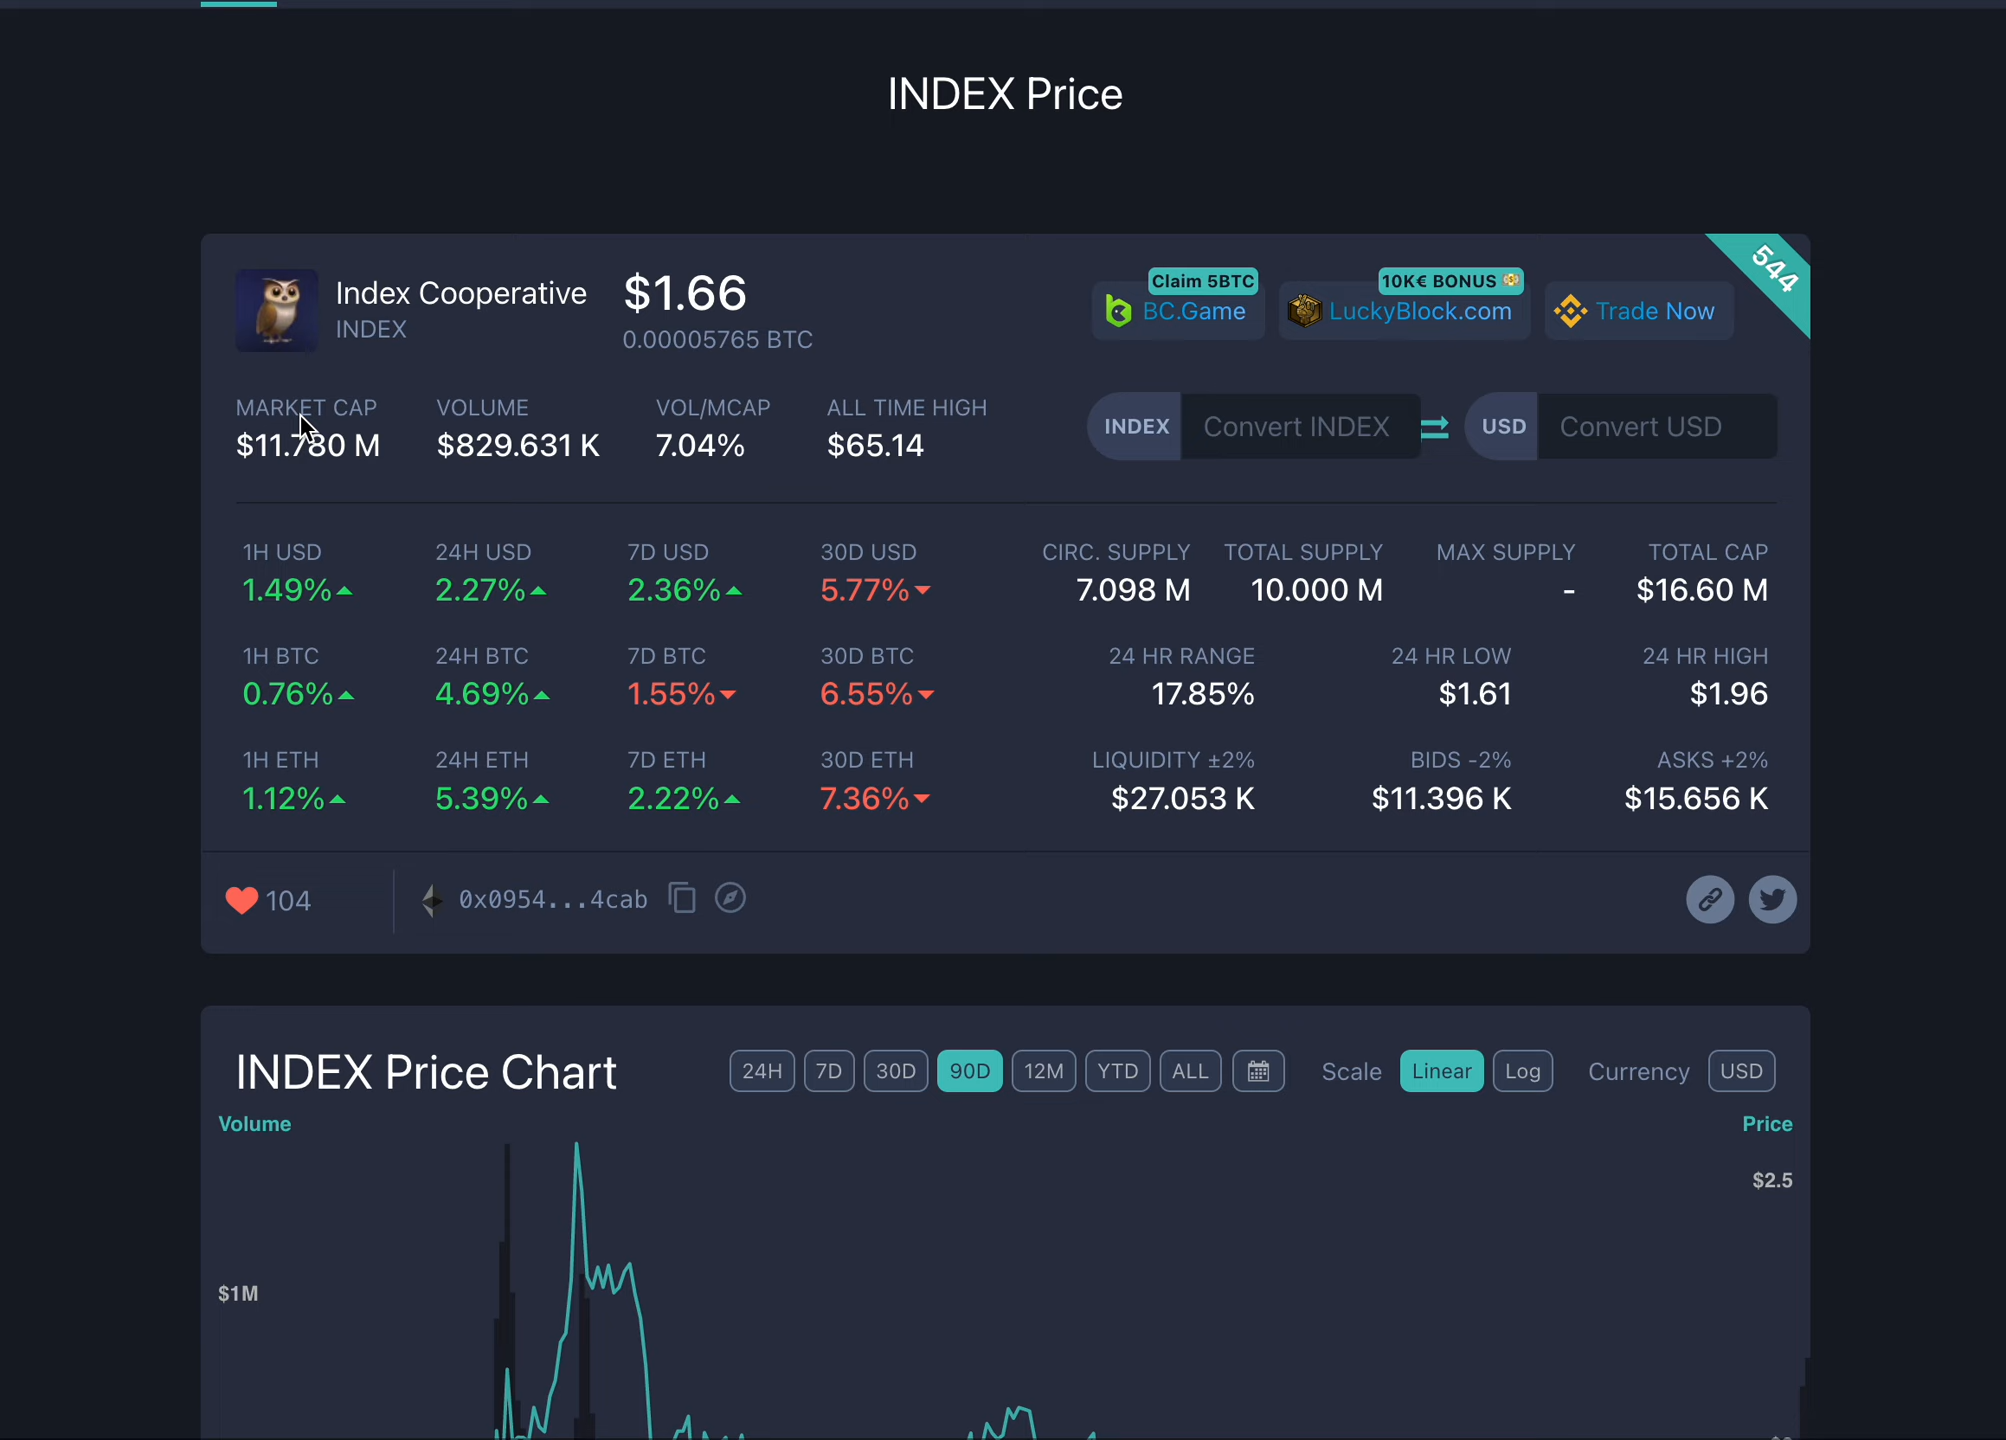 INDEX Price
544
Index Cooperative
INDEX
$1.66
0.00005765 BTC
Claim 5BTC
BC.Game
10K€ BONUS
LuckyBlock.com
Trade Now
MARKET CAP VOLUME VOL/MCAP ALL TIME HIGH
$11.780 M $829.631 K 7.04% $65.14
INDEX Convert INDEX USD Convert USD
1H USD 24H USD 7D USD 30D USD CIRC. SUPPLY TOTAL SUPPLY MAX SUPPLY TOTAL CAP
1.49% 2.27% 2.36% 5.77% 7.098 M 10.000 M - $16.60 M
1H BTC 24H BTC 7D BTC 30D BTC 24 HR RANGE 24 HR LOW 24 HR HIGH
0.76% 4.69% 1.55% 6.55% 17.85% $1.61 $1.96
1H ETH 24H ETH 7D ETH 30D ETH LIQUIDITY ±2% BIDS -2% ASKS +2%
1.12% 5.39% 2.22% 7.36% $27.053 K $11.396 K $15.656 K
104 0x0954...4cab
INDEX Price Chart 24H 7D 30D 90D 12M YTD ALL Scale Linear Log Currency USD
Volume Price
$2.5
$1M